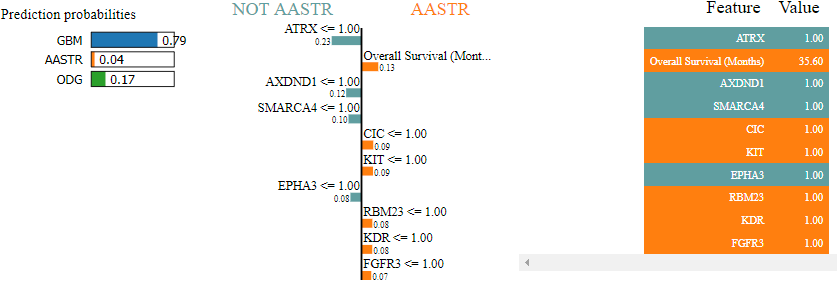 Prediction probabilities
GBM 0.79
AASTR 0.04
ODG 0.17
NOT AASTR AASTR
ATRX <= 1.00
0.23
Overall Survival (Mont...
0.13
AXDND1 <= 1.00
0.12
SMARCA4 <= 1.00
0.10
CIC <= 1.00
0.09
KIT <= 1.00
0.09
EPHA3 <= 1.00
0.08
RBM23 <= 1.00
0.08
KDR <= 1.00
0.08
FGFR3 <= 1.00
0.07
Feature Value
ATRX 1.00
Overall Survival (Months) 35.60
AXDND1 1.00
SMARCA4 1.00
CIC 1.00
KIT 1.00
EPHA3 1.00
RBM23 1.00
KDR 1.00
FGFR3 1.00